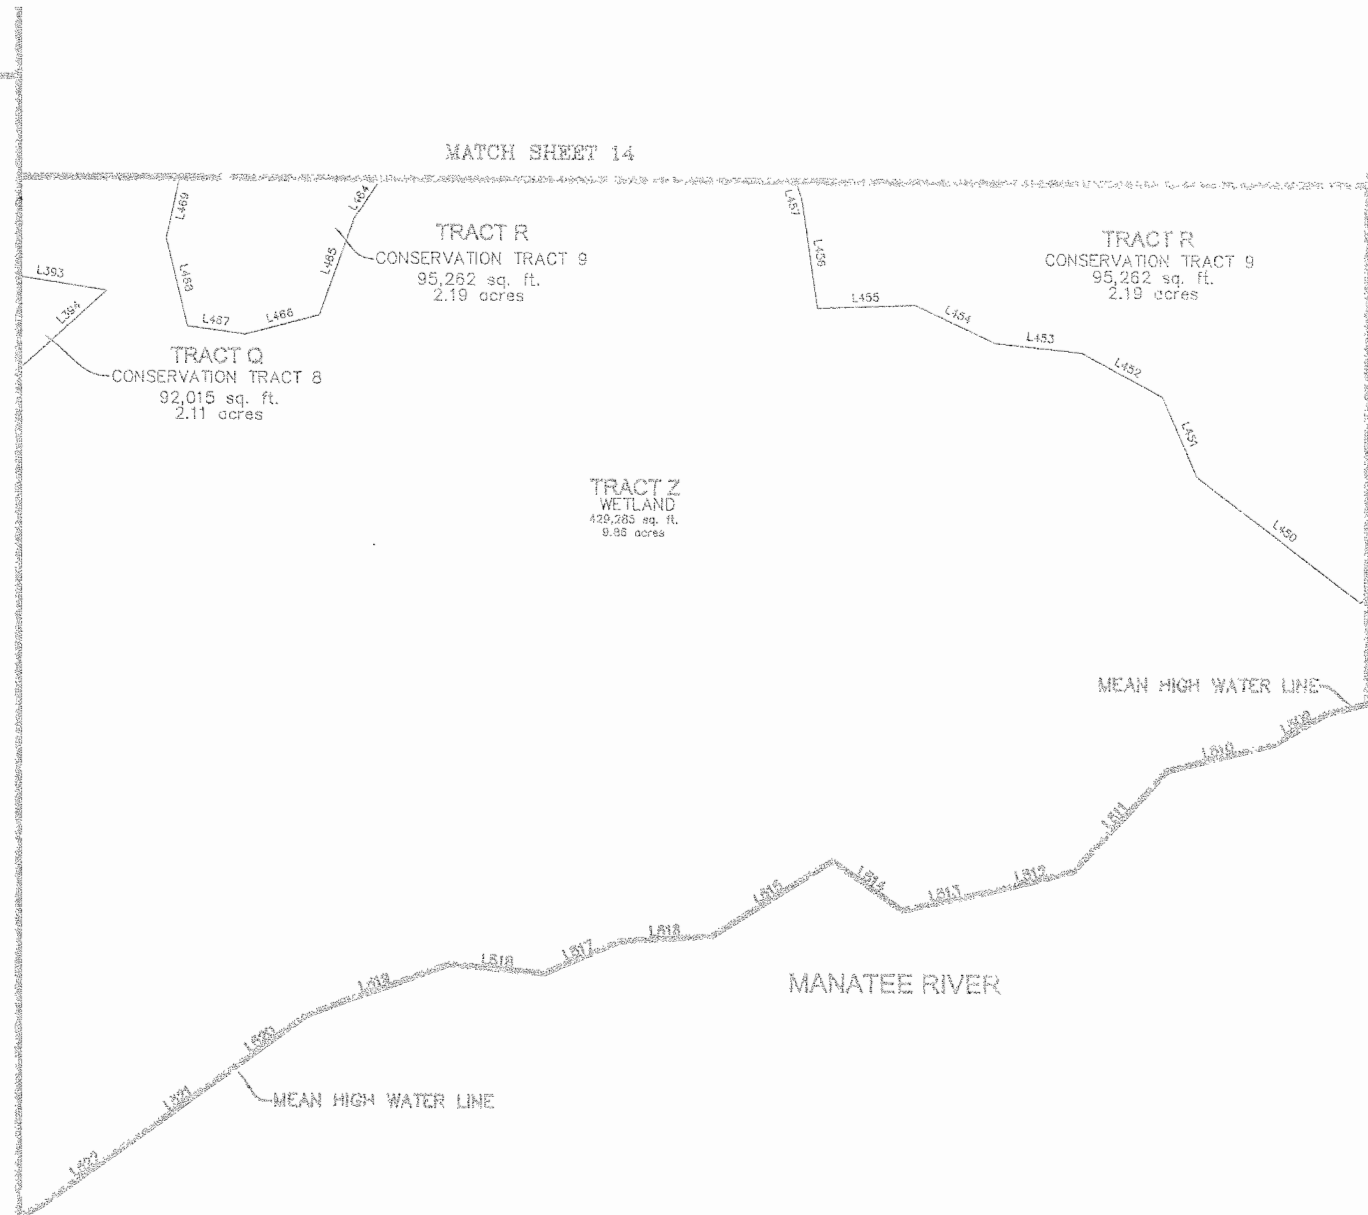 MATCH SHEET 14
L469
L464
L457
TRACT R
CONSERVATION TRACT 9
95,262 sq. ft.
2.19 acres
TRACT R
CONSERVATION TRACT 9
95,262 sq. ft.
2.19 acres
L465
L456
L393
L468
L394
L467
L466
L455
L454
L453
L452
TRACT Q
CONSERVATION TRACT 8
92,015 sq. ft.
2.11 acres
L451
TRACT Z
WETLAND
429,285 sq. ft.
9.86 acres
L450
MEAN HIGH WATER LINE
L509
L510
L511
L512
L513
L514
L515
L517
L518
L519
MANATEE RIVER
L520
L521
MEAN HIGH WATER LINE
L522